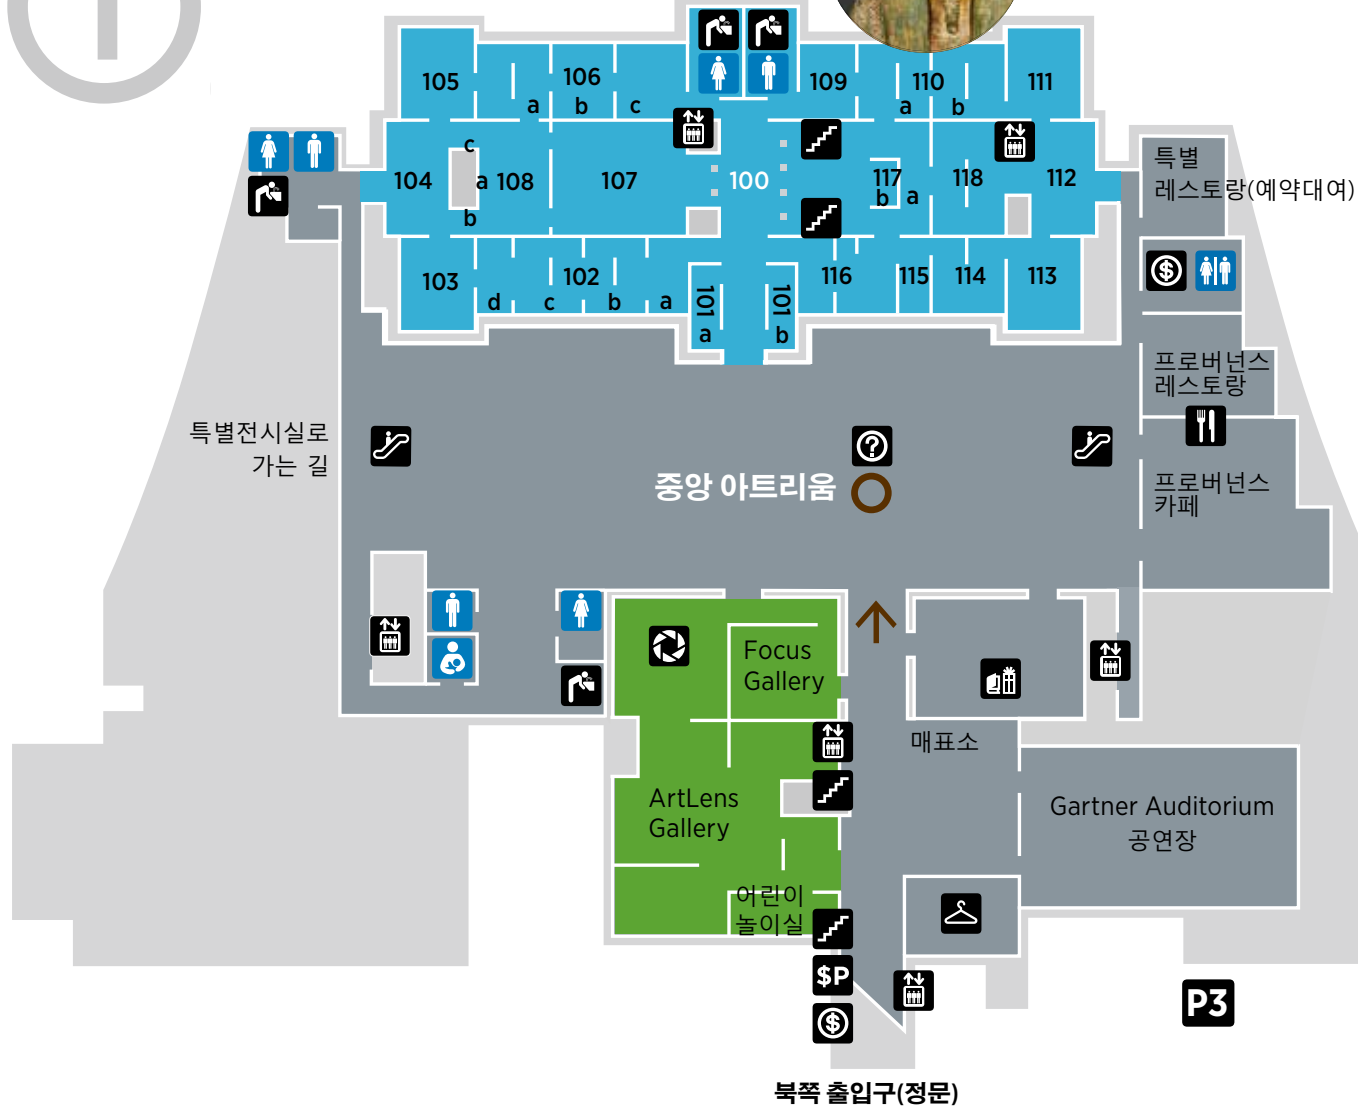 105
106
a
b
c
109
110
a
b
111
c
104
a
108
b
107
100
117
b
a
118
112
특별
레스토랑(예약대여)
103
102
d
c
b
a
101
a
101
b
116
115
114
113
$
프로버넌스
레스토랑
특별전시실로
가는 길
?
중앙 아트리움
프로버넌스
카페
Focus
Gallery
매표소
ArtLens
Gallery
Gartner Auditorium
공연장
어린이
놀이실
$P
$
P3
북쪽 출입구(정문)